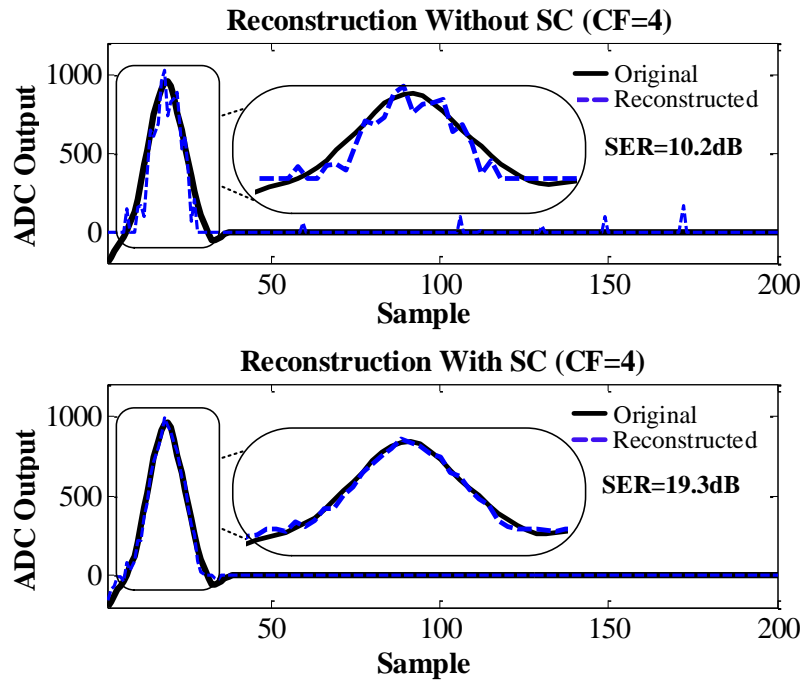 Reconstruction Without SC (CF=4)
ADC Output
1000
500
0
Original
Reconstructed
SER=10.2dB
50
100
150
200
Sample
Reconstruction With SC (CF=4)
ADC Output
1000
500
0
Original
Reconstructed
SER=19.3dB
50
100
150
200
Sample